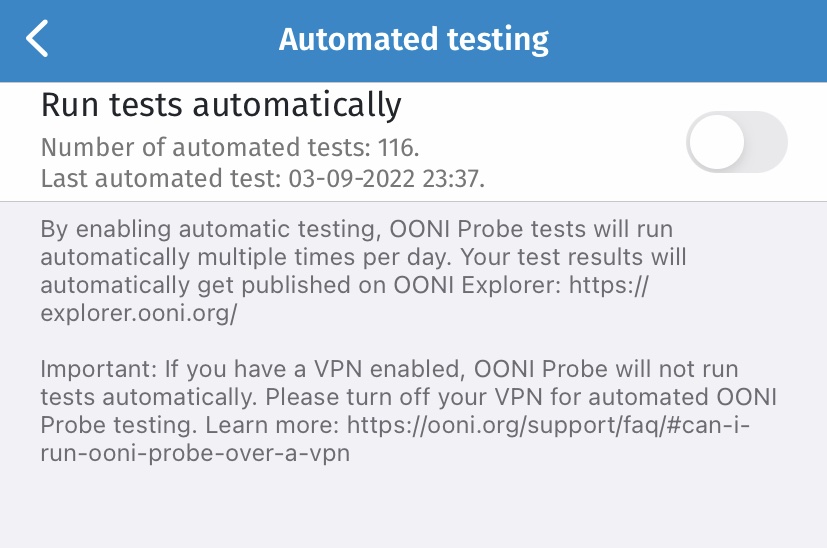 Automated testing
Run tests automatically
Number of automated tests: 116.
Last automated test: 03-09-2022 23:37.
By enabling automatic testing, OONI Probe tests will run
automatically multiple times per day. Your test results will
automatically get published on OONI Explorer: https://
explorer.ooni.org/
Important: If you have a VPN enabled, OONI Probe will not run
tests automatically. Please turn off your VPN for automated OONI
Probe testing. Learn more: https://ooni.org/support/faq/#can-i-
run-ooni-probe-over-a-vpn